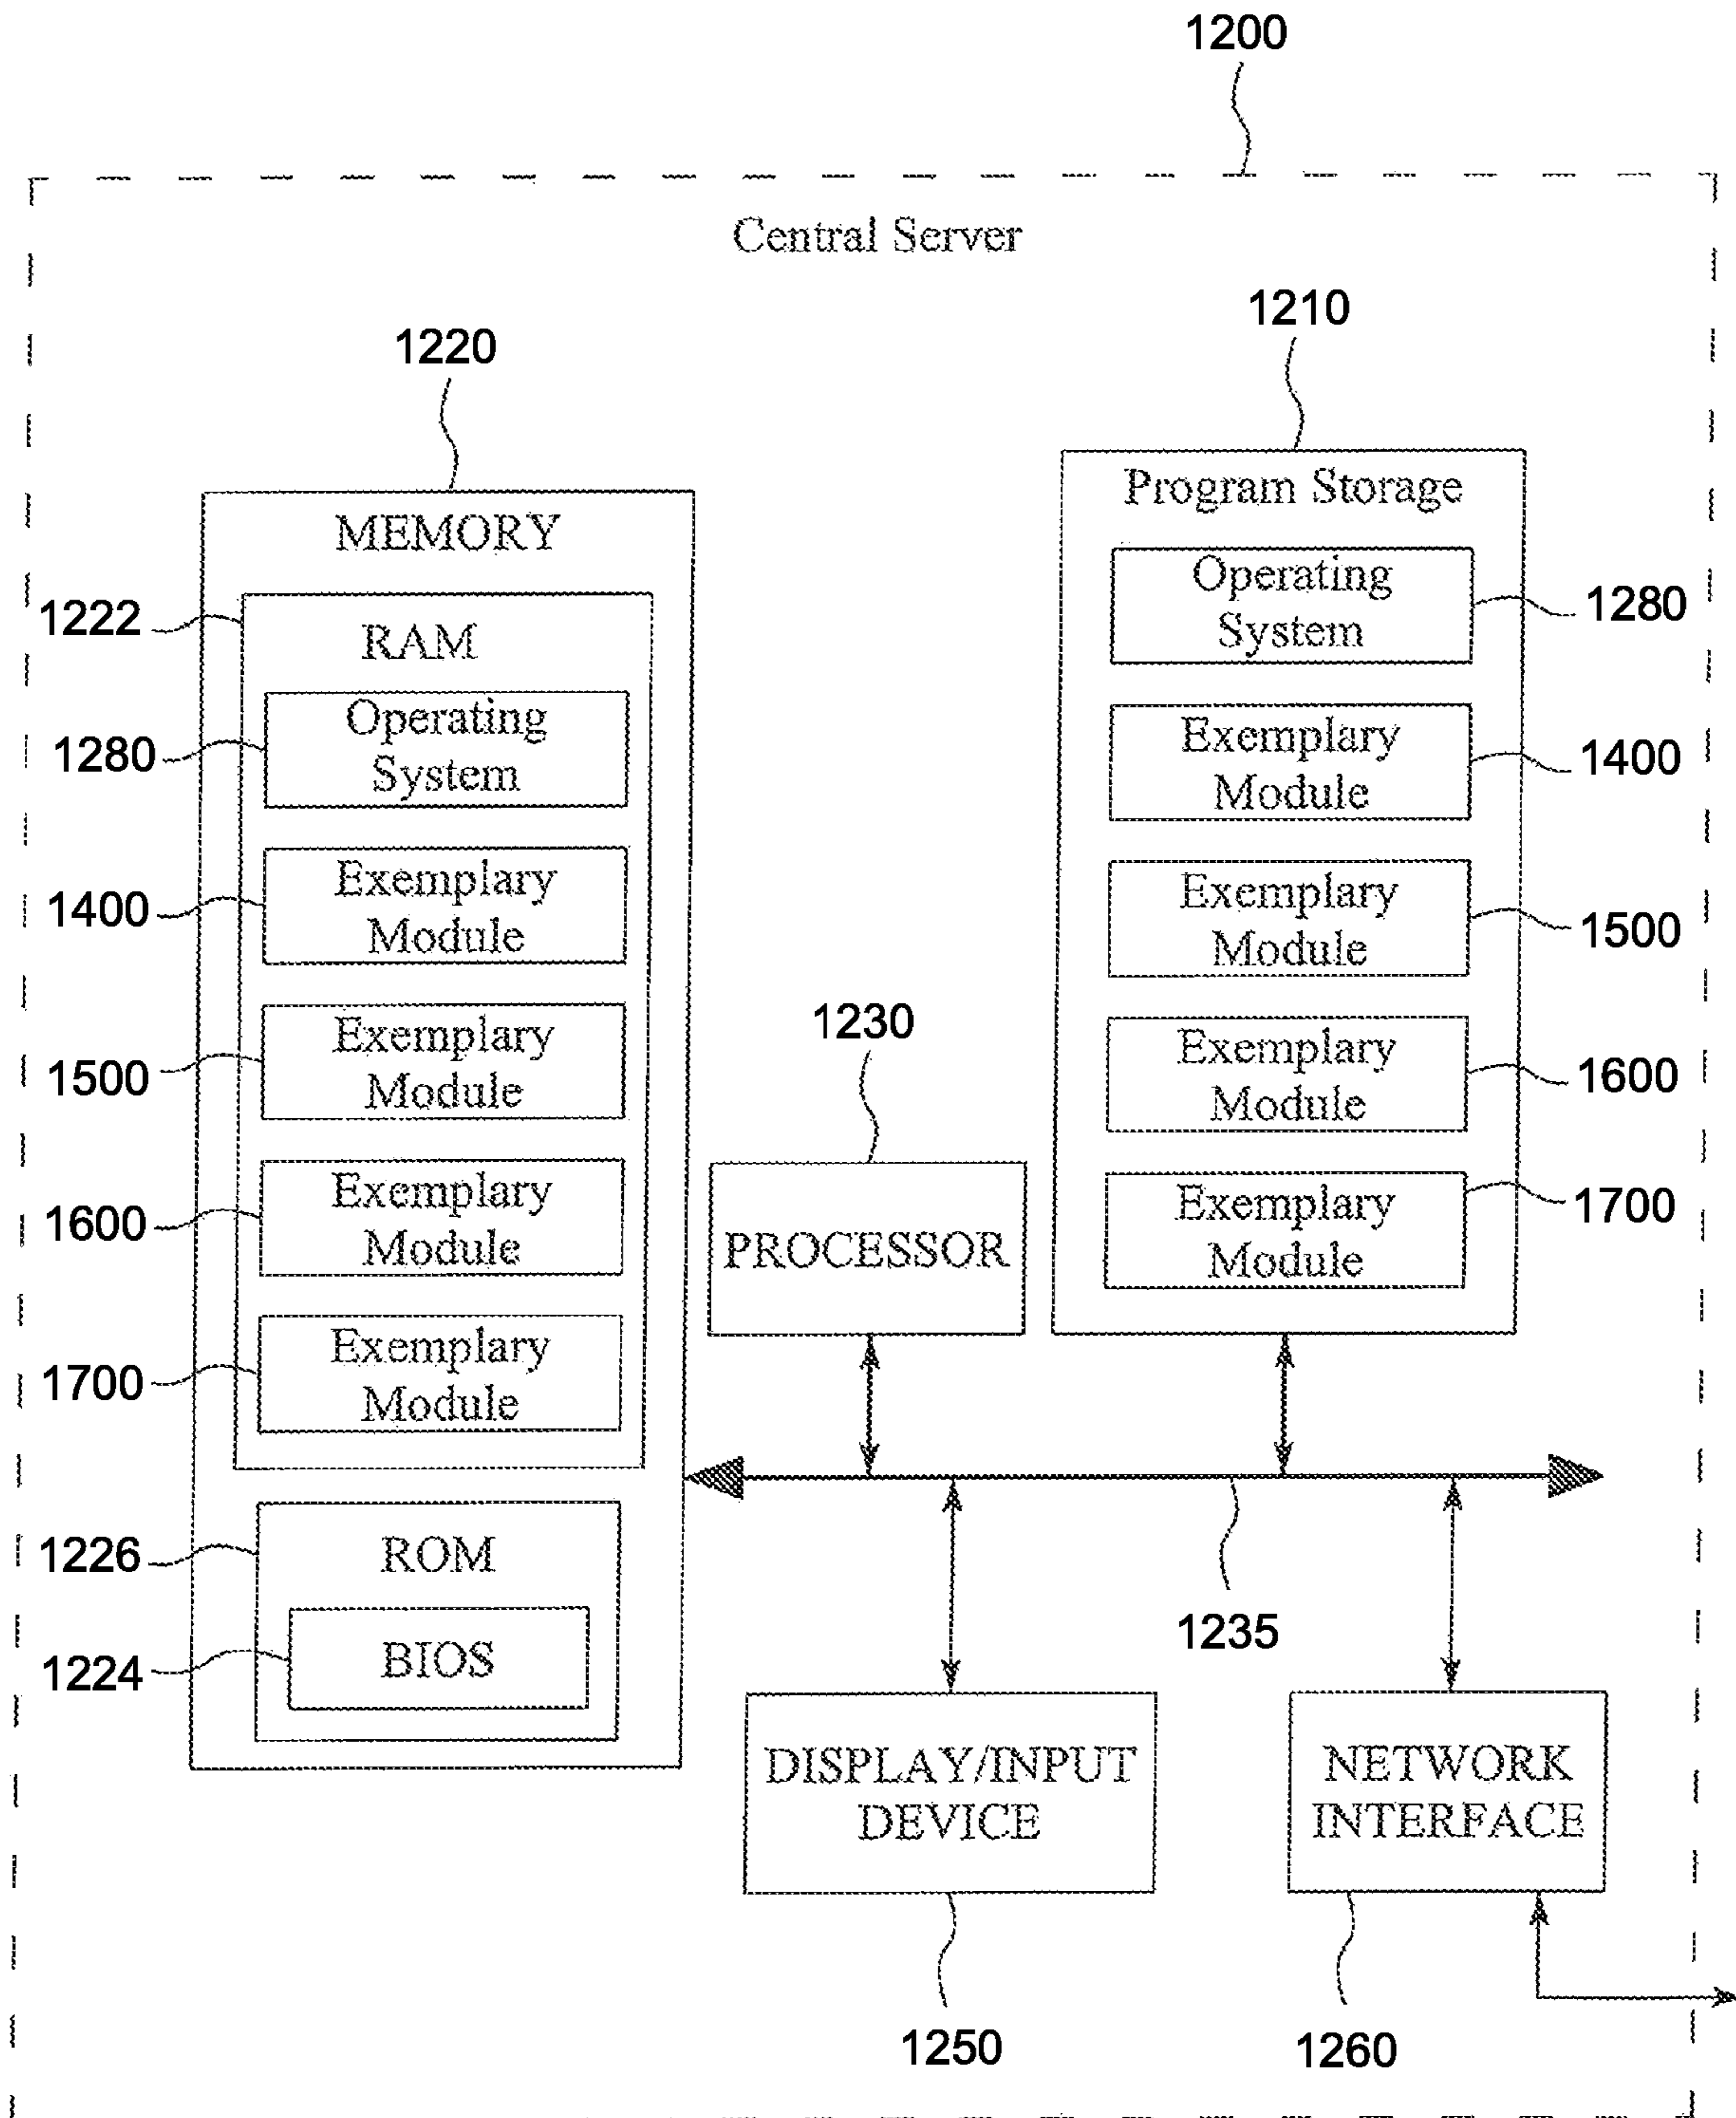 1200
Central Server
1220
MEMORY
1222
RAM
1280
Operating
System
1400
Exemplary
Module
1500
Exemplary
Module
1600
Exemplary
Module
1700
Exemplary
Module
1226
ROM
1224
BIOS
1210
Program Storage
Operating
System
1280
Exemplary
Module
1400
Exemplary
Module
1500
Exemplary
Module
1600
Exemplary
Module
1700
1230
PROCESSOR
1235
DISPLAY/INPUT
DEVICE
1250
NETWORK
INTERFACE
1260